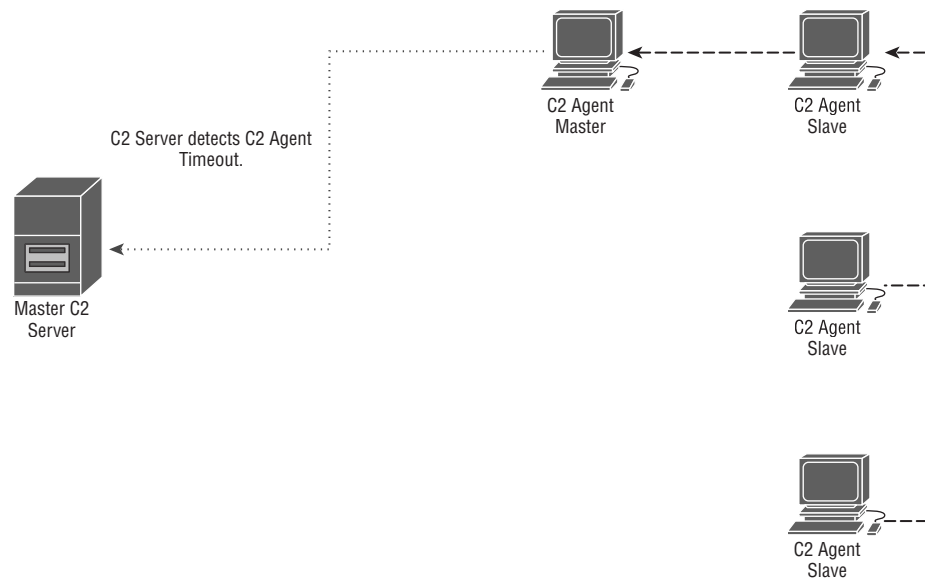 C2 Agent
Master
C2 Agent
Slave
C2 Server detects C2 Agent
Timeout.
Master C2
Server
C2 Agent
Slave
C2 Agent
Slave